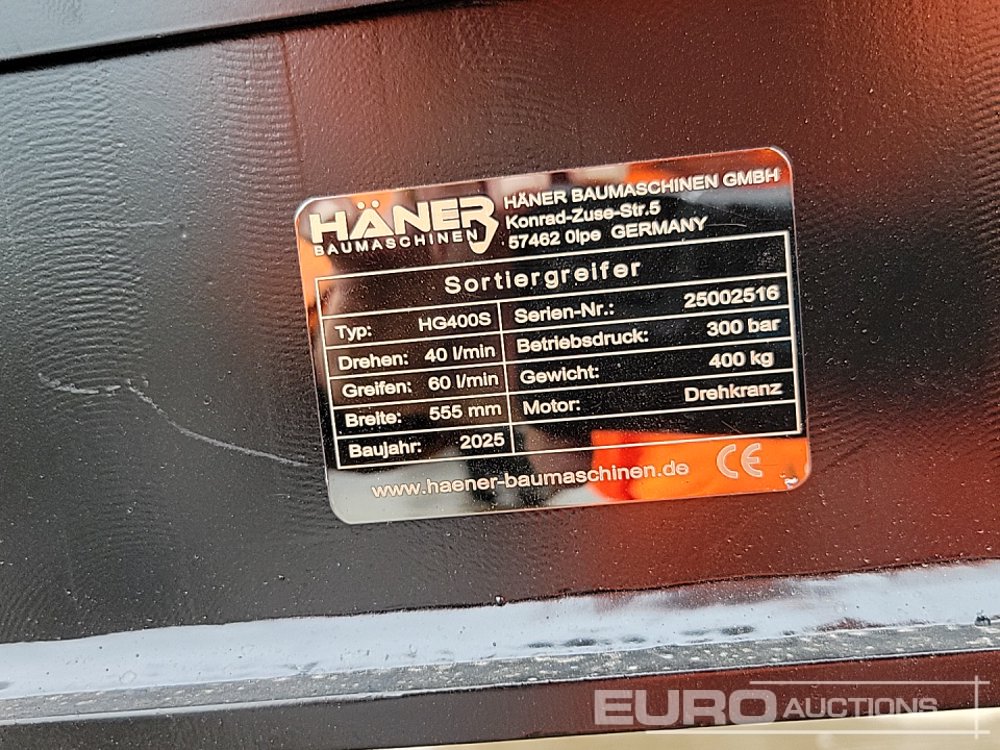 HÄNER
BAUMASCHINEN
HÄNER BAUMASCHINEN GMBH
Konrad-Zuse-Str.5
57462 Olpe GERMANY
Sortiergreifer
Typ: HG400S
Serien-Nr.: 25002516
Drehen: 40 l/min
Betriebsdruck: 300 bar
Greifen: 60 l/min
Gewicht: 400 kg
Breite: 555 mm
Motor: Drehkranz
Baujahr: 2025
www.haener-baumaschinen.de CE
EURO AUCTIONS